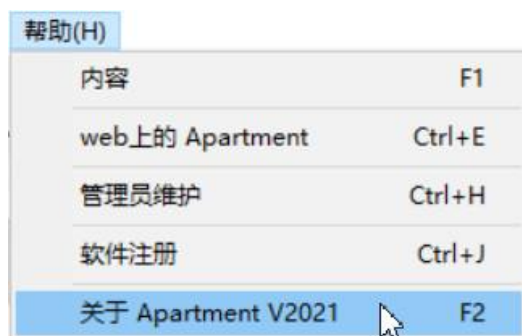 帮助(H)
内容 F1
web上的 Apartment Ctrl+E
管理员维护 Ctrl+H
软件注册 Ctrl+J
关于 Apartment V2021 F2